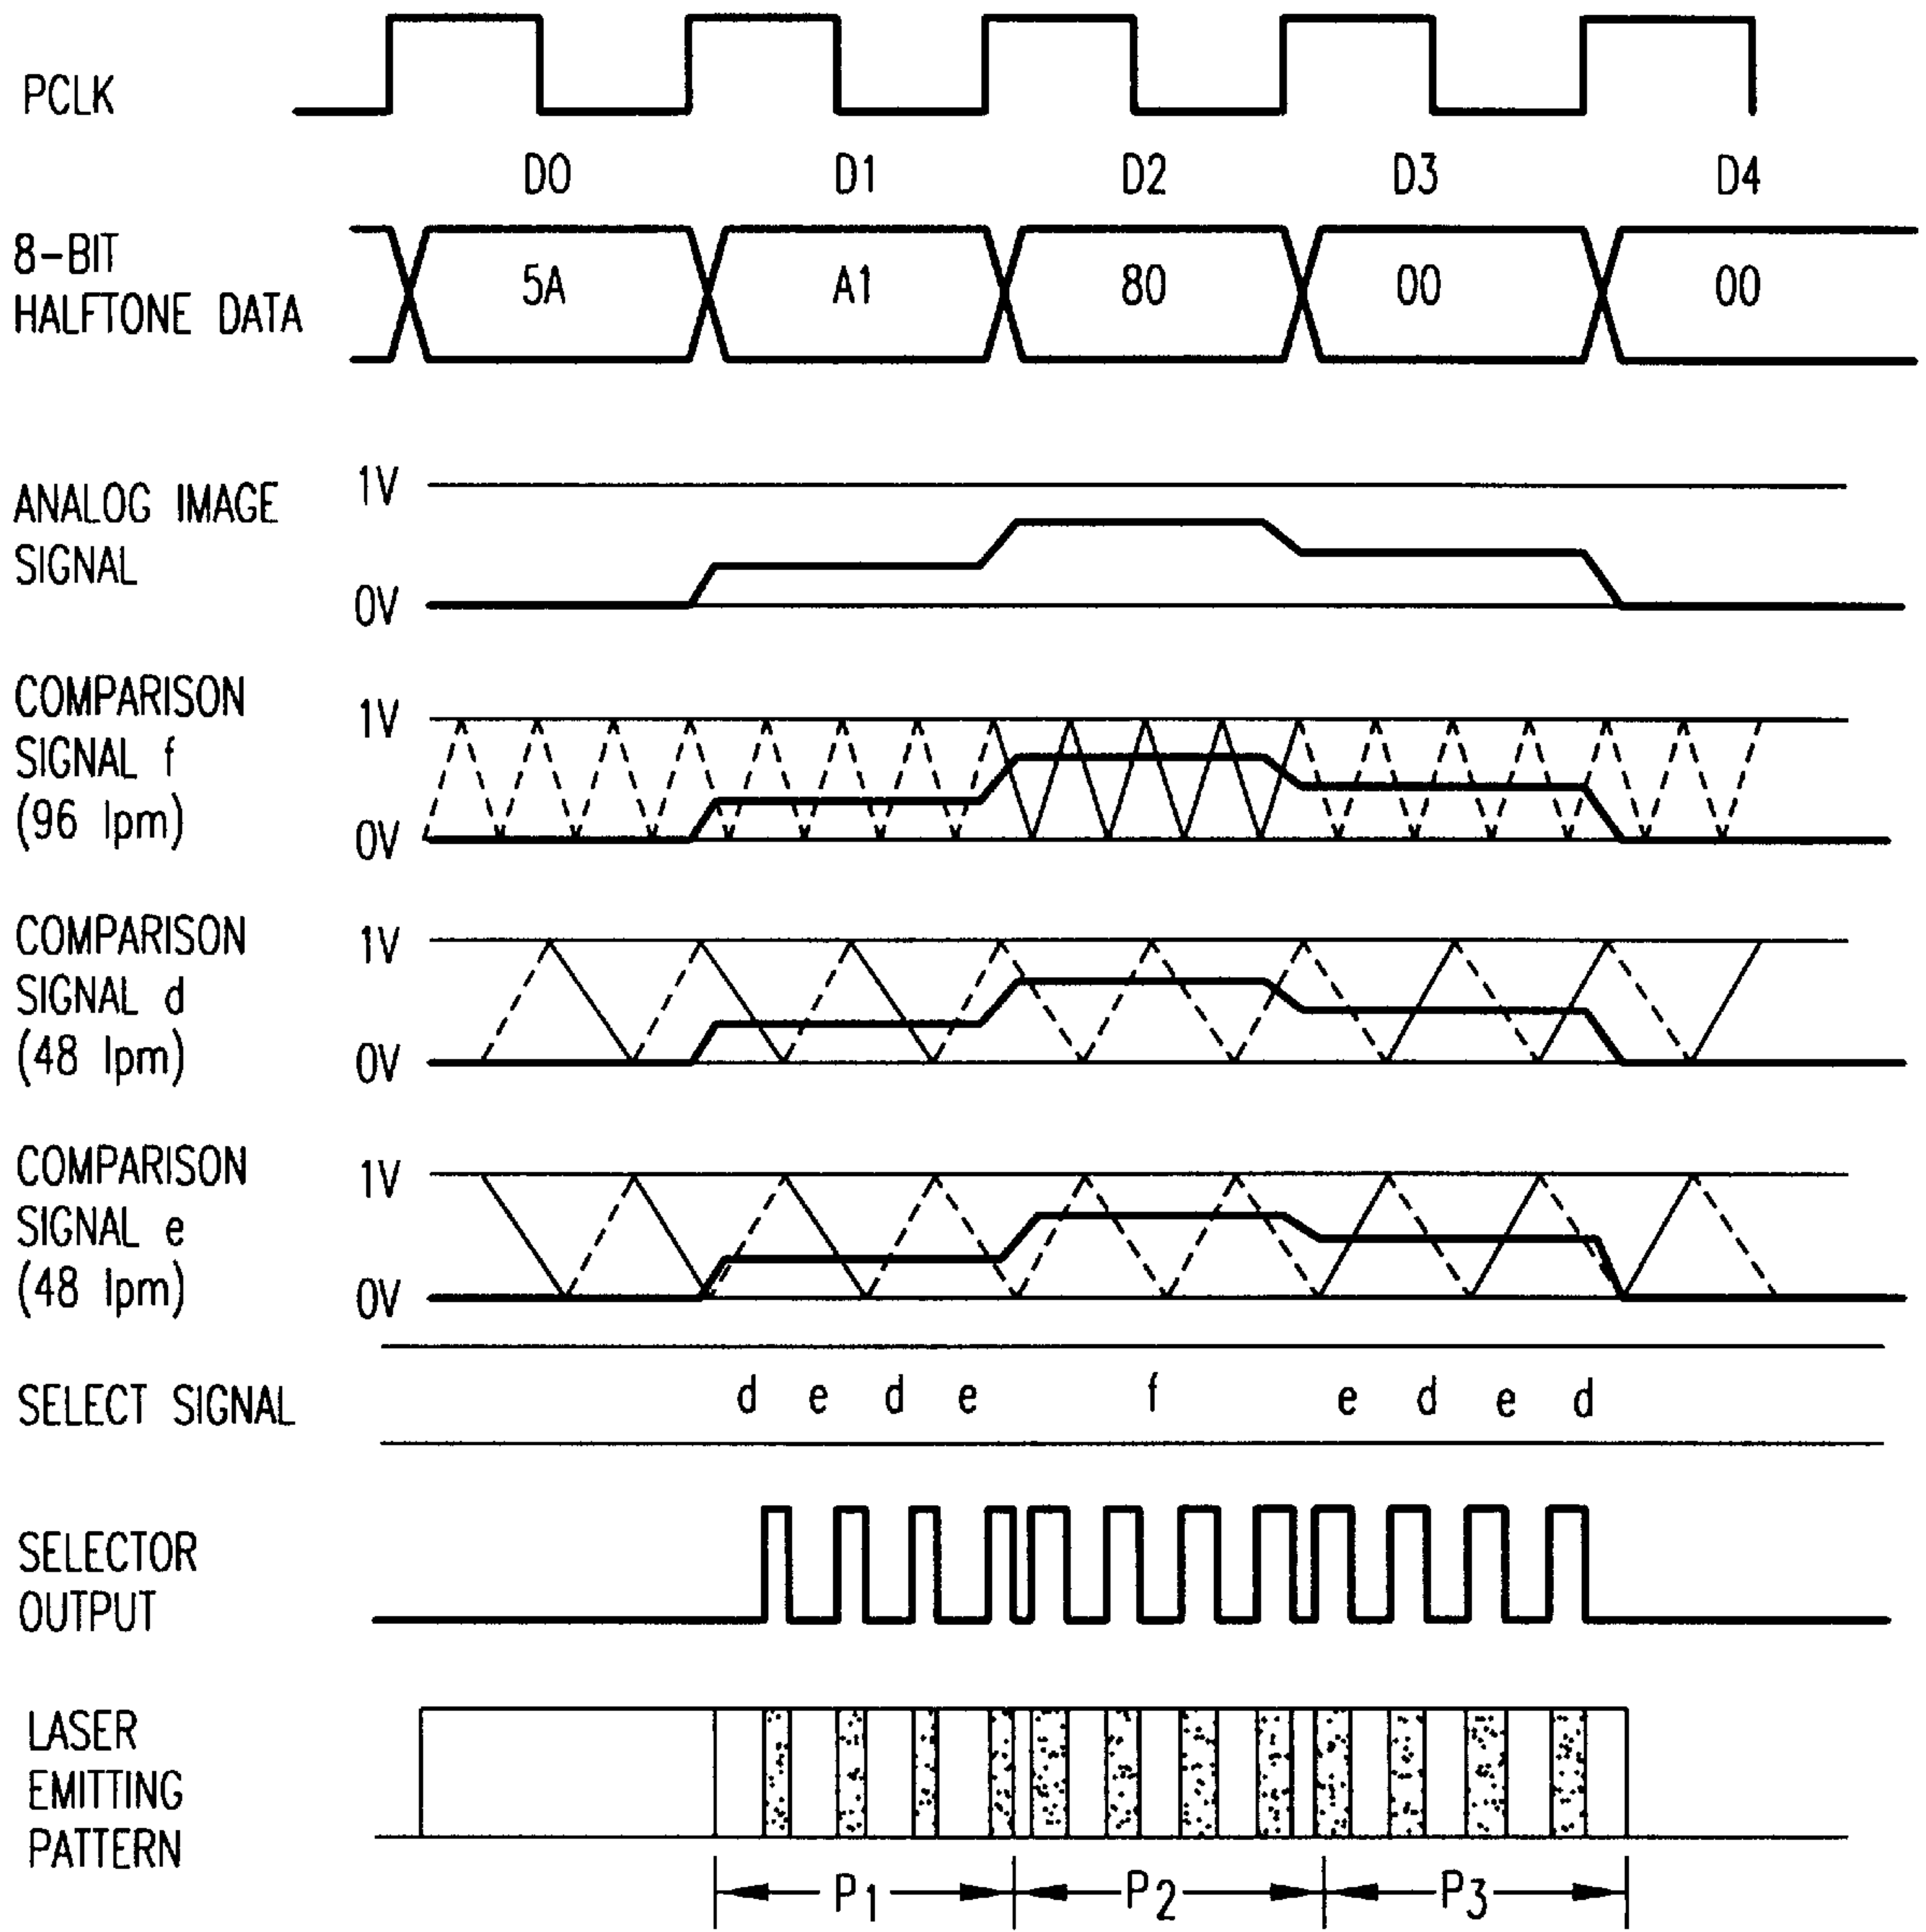 PCLK
D0 D1 D2 D3 D4
8-BIT
HALFTONE DATA
5A A1 80 00 00
ANALOG IMAGE
SIGNAL
1V
0V
COMPARISON
SIGNAL f
(96 lpm)
1V
0V
COMPARISON
SIGNAL d
(48 lpm)
1V
0V
COMPARISON
SIGNAL e
(48 lpm)
1V
0V
SELECT SIGNAL
d e d e f e d e d
SELECTOR
OUTPUT
LASER
EMITTING
PATTERN
P1 P2 P3